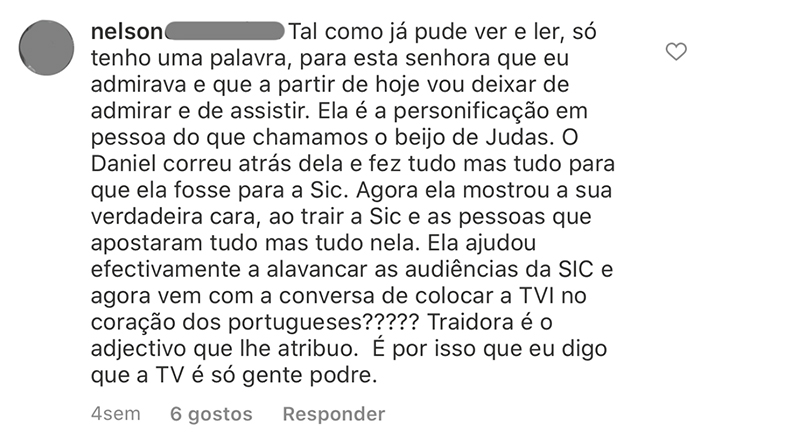 nelson Tal como já pude ver e ler, só
tenho uma palavra, para esta senhora que eu
admirava e que a partir de hoje vou deixar de
admirar e de assistir. Ela é a personificação em
pessoa do que chamamos o beijo de Judas. O
Daniel correu atrás dela e fez tudo mas tudo para
que ela fosse para a Sic. Agora ela mostrou a sua
verdadeira cara, ao trair a Sic e as pessoas que
apostaram tudo mas tudo nela. Ela ajudou
efectivamente a alavancar as audiências da SIC e
agora vem com a conversa de colocar a TVI no
coração dos portugueses????? Traidora é o
adjectivo que lhe atribuo.  É por isso que eu digo
que a TV é só gente podre.
4sem 6 gostos Responder